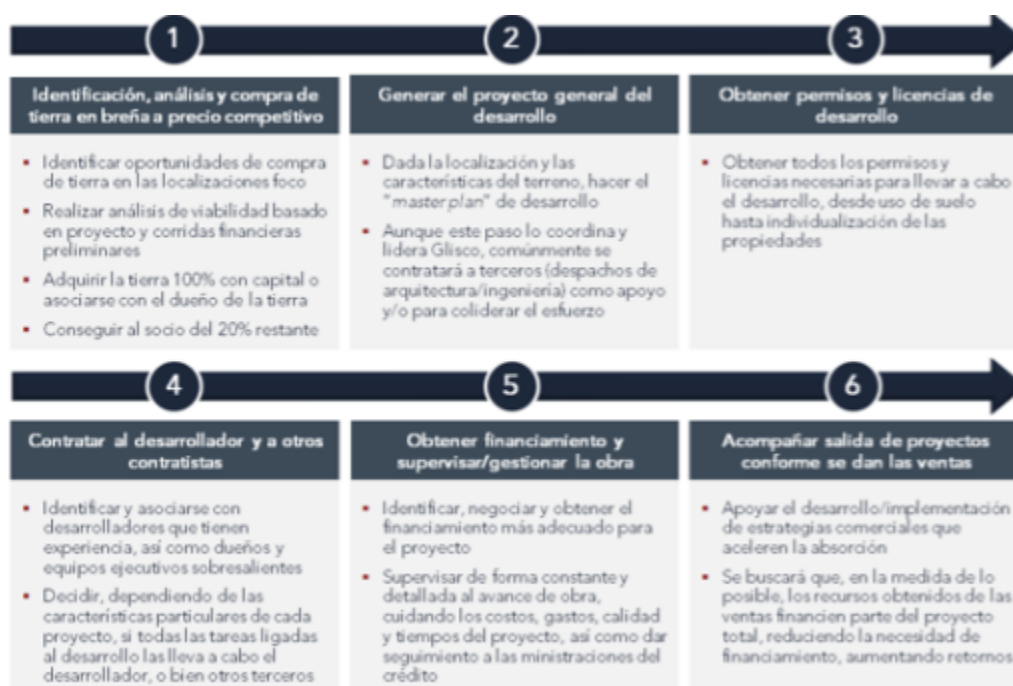 1
2
3
Identificación, análisis y compra de
tierra en breña a precio competitivo
▪ Identificar oportunidades de compra
de tierra en las localizaciones foco
▪ Realizar análisis de viabilidad basado
en proyecto y corridas financieras
preliminares
▪ Adquirir la tierra 100% con capital o
asociarse con el dueño de la tierra
▪ Conseguir al socio del 20% restante
Generar el proyecto general del
desarrollo
▪ Dada la localización y las
características del terreno, hacer el
"master plan" de desarrollo
▪ Aunque este paso lo coordina y
lidera Glisco, comúnmente se
contratará a terceros (despachos de
arquitectura/ingeniería) como apoyo
y/o para coliderar el esfuerzo
Obtener permisos y licencias de
desarrollo
▪ Obtener todos los permisos y
licencias necesarias para llevar a cabo
el desarrollo, desde uso de suelo
hasta individualización de las
propiedades
4
5
6
Contratar al desarrollador y a otros
contratistas
▪ Identificar y asociarse con
desarrolladores que tienen
experiencia, así como dueños y
equipos ejecutivos sobresalientes
▪ Decidir, dependiendo de las
características particulares de cada
proyecto, si todas las tareas ligadas
al desarrollo las lleva a cabo el
desarrollador, o bien otros terceros
Obtener financiamiento y
supervisar/gestionar la obra
▪ Identificar, negociar y obtener el
financiamiento más adecuado para
el proyecto
▪ Supervisar de forma constante y
detallada al avance de obra,
cuidando los costos, gastos, calidad
y tiempos del proyecto, así como dar
seguimiento a las ministraciones del
crédito
Acompañar salida de proyectos
conforme se dan las ventas
▪ Apoyar el desarrollo/implementación
de estrategias comerciales que
aceleren la absorción
▪ Se buscará que, en la medida de lo
posible, los recursos obtenidos de las
ventas financien parte del proyecto
total, reduciendo la necesidad de
financiamiento, aumentando retornos